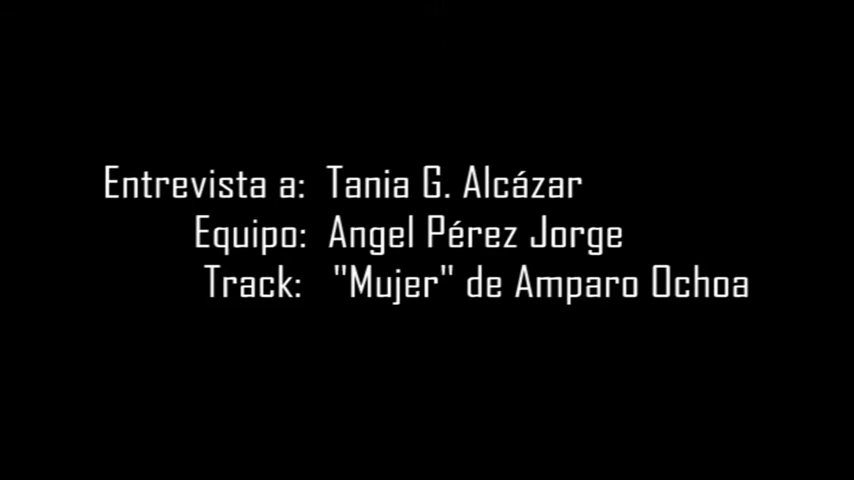 Entrevista a: Tania G. Alcázar
Equipo: Angel Pérez Jorge
Track: "Mujer" de Amparo Ochoa